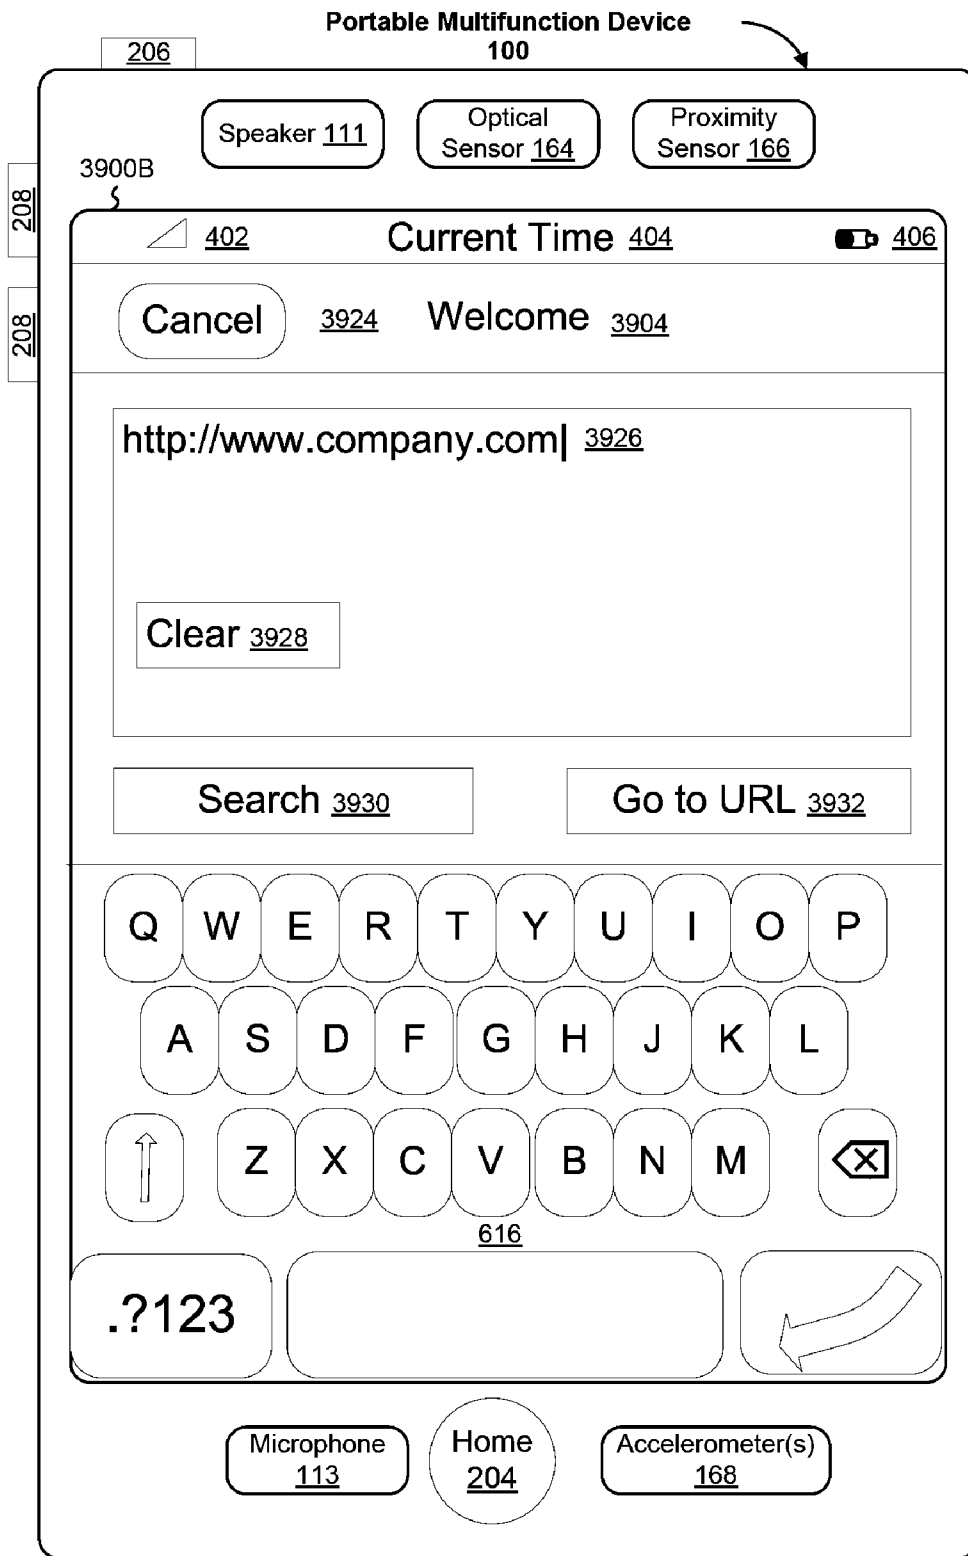 Portable Multifunction Device
100
206
Speaker 111
Optical
Sensor 164
Proximity
Sensor 166
3900B
208
208
402 Current Time 404 406
Cancel 3924 Welcome 3904
http://www.company.com 3926
Clear 3928
Search 3930 Go to URL 3932
Q W E R T Y U I O P
A S D F G H J K L
Z X C V B N M
616
.?123
Microphone
113
Home
204
Accelerometer(s)
168